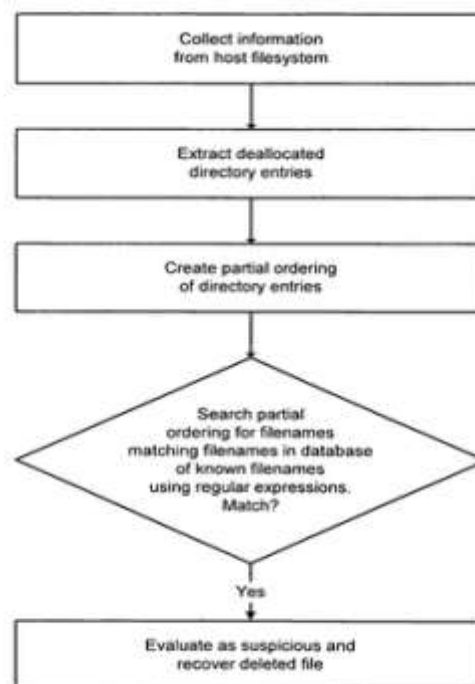 Collect information
from host filesystem
Extract deallocated
directory entries
Create partial ordering
of directory entries
Search partial
ordering for filenames
matching filenames in database
of known filenames
using regular expressions.
Match?
Yes
Evaluate as suspicious and
recover deleted file